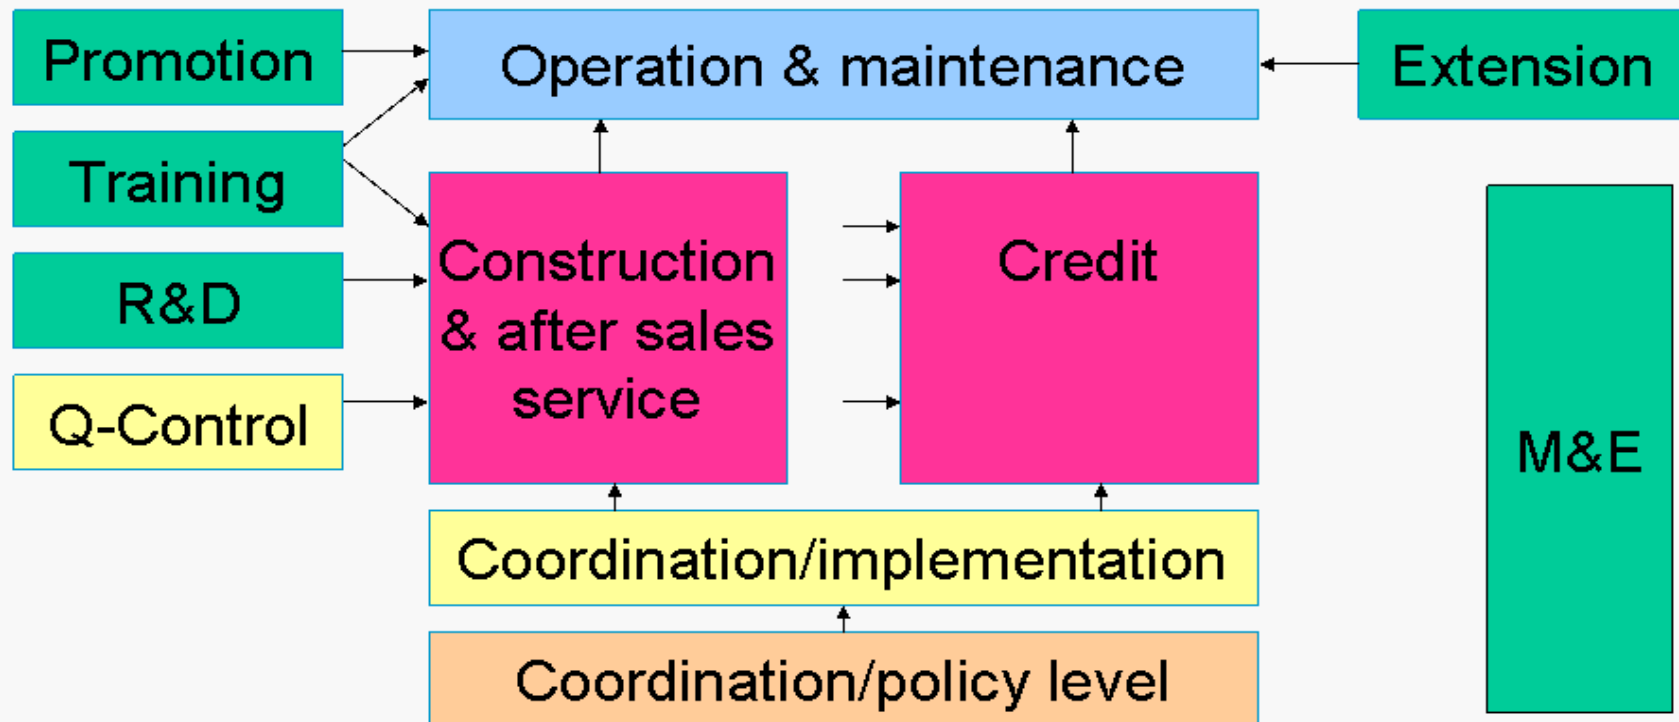 Promotion
Operation & maintenance
Extension
Training
R&D
Q-Control
Construction
& after sales
service
Credit
M&E
Coordination/implementation
Coordination/policy level